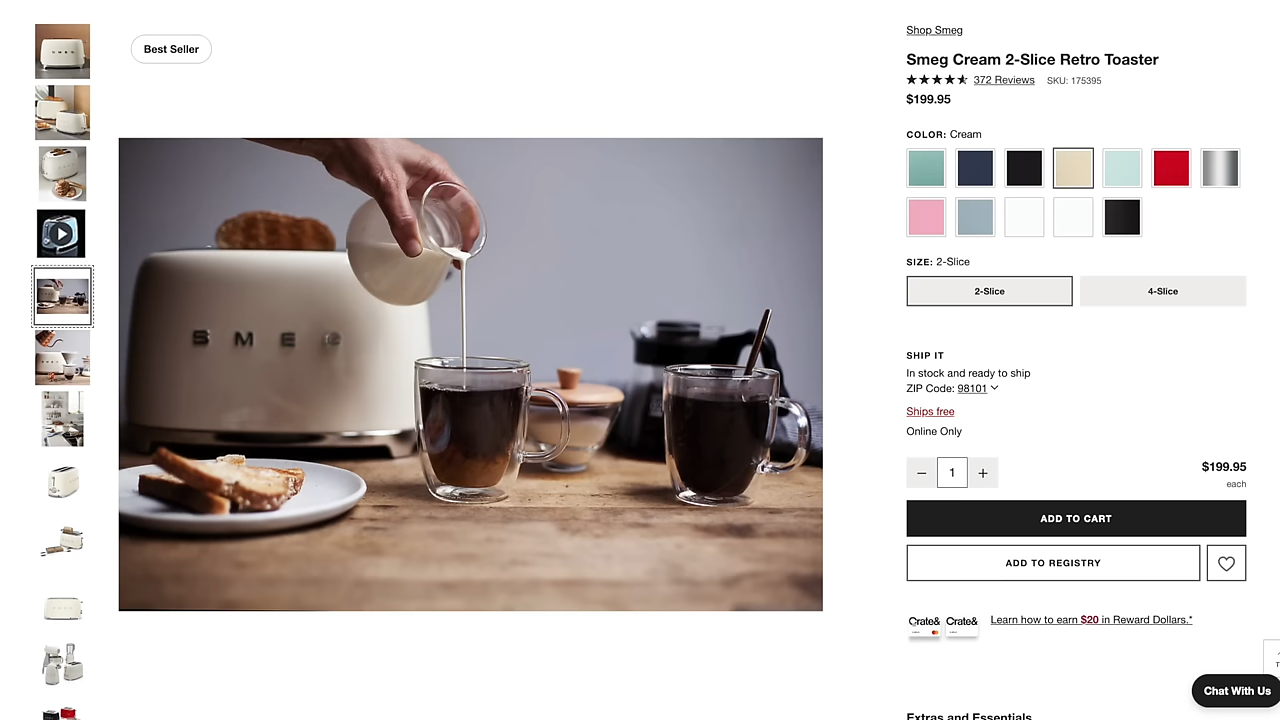 Best Seller
SMEG
Shop Smeg
Smeg Cream 2-Slice Retro Toaster
372 Reviews SKU: 175395
$199.95
COLOR: Cream
SIZE: 2-Slice
2-Slice 4-Slice
SHIP IT
In stock and ready to ship
ZIP Code: 98101
Ships free
Online Only
− 1 + $199.95
each
ADD TO CART
ADD TO REGISTRY
Crate& Crate& Learn how to earn $20 in Reward Dollars.*
Chat With Us
Extras and Essentials